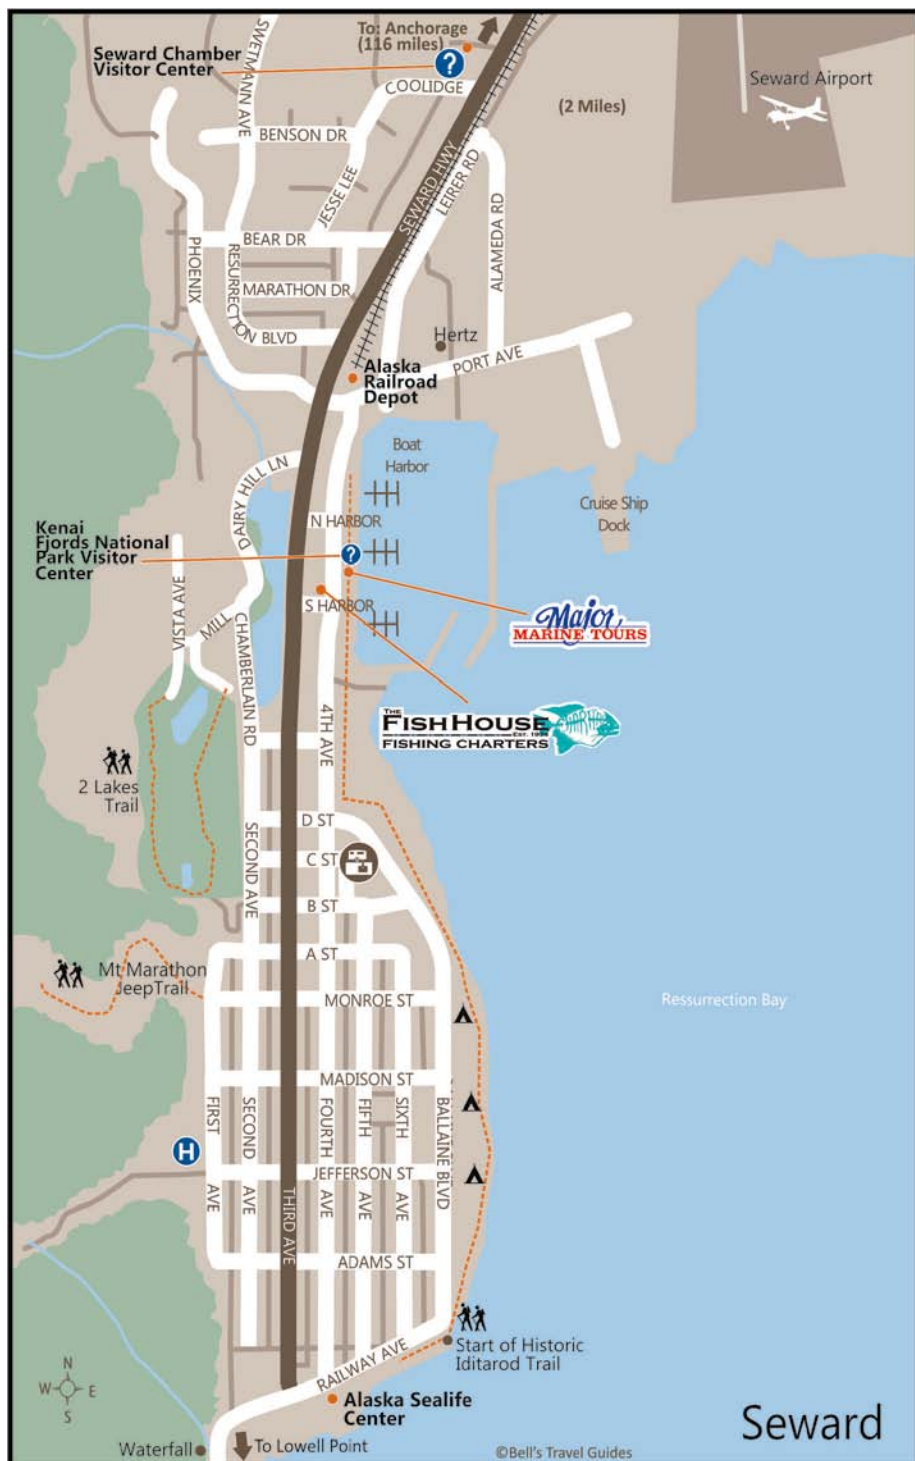 To: Anchorage
(116 miles)
Seward Chamber
Visitor Center
?
SWETMANN AVE
COOLIDGE
(2 Miles)
Seward Airport
BENSON DR
JESSE LEE
SEWARD HWY
LEIRER RD
ALAMEDA RD
PHOENIX
BEAR DR
RESURRECTION BLVD
MARATHON DR
Hertz
PORT AVE
Alaska
Railroad
Depot
Boat
Harbor
Cruise Ship
Dock
DAIRY HILL LN
N HARBOR
Kenai
Fjords National
Park Visitor
Center
?
S HARBOR
Major
MARINE TOURS
VISTA AVE
MILL
CHAMBERLAIN RD
4TH AVE
THE
FISHHOUSE
FISHING CHARTERS
2 Lakes
Trail
D ST
SECOND AVE
C ST
B ST
A ST
Mt Marathon
JeepTrail
MONROE ST
Ressurrection Bay
MADISON ST
FIRST AVE
SECOND AVE
THIRD AVE
FOURTH AVE
FIFTH AVE
SIXTH AVE
BALLAINE BLVD
H
JEFFERSON ST
ADAMS ST
RAILWAY AVE
Start of Historic
Iditarod Trail
N
W E
S
Alaska Sealife
Center
Seward
Waterfall
To Lowell Point
©Bell's Travel Guides